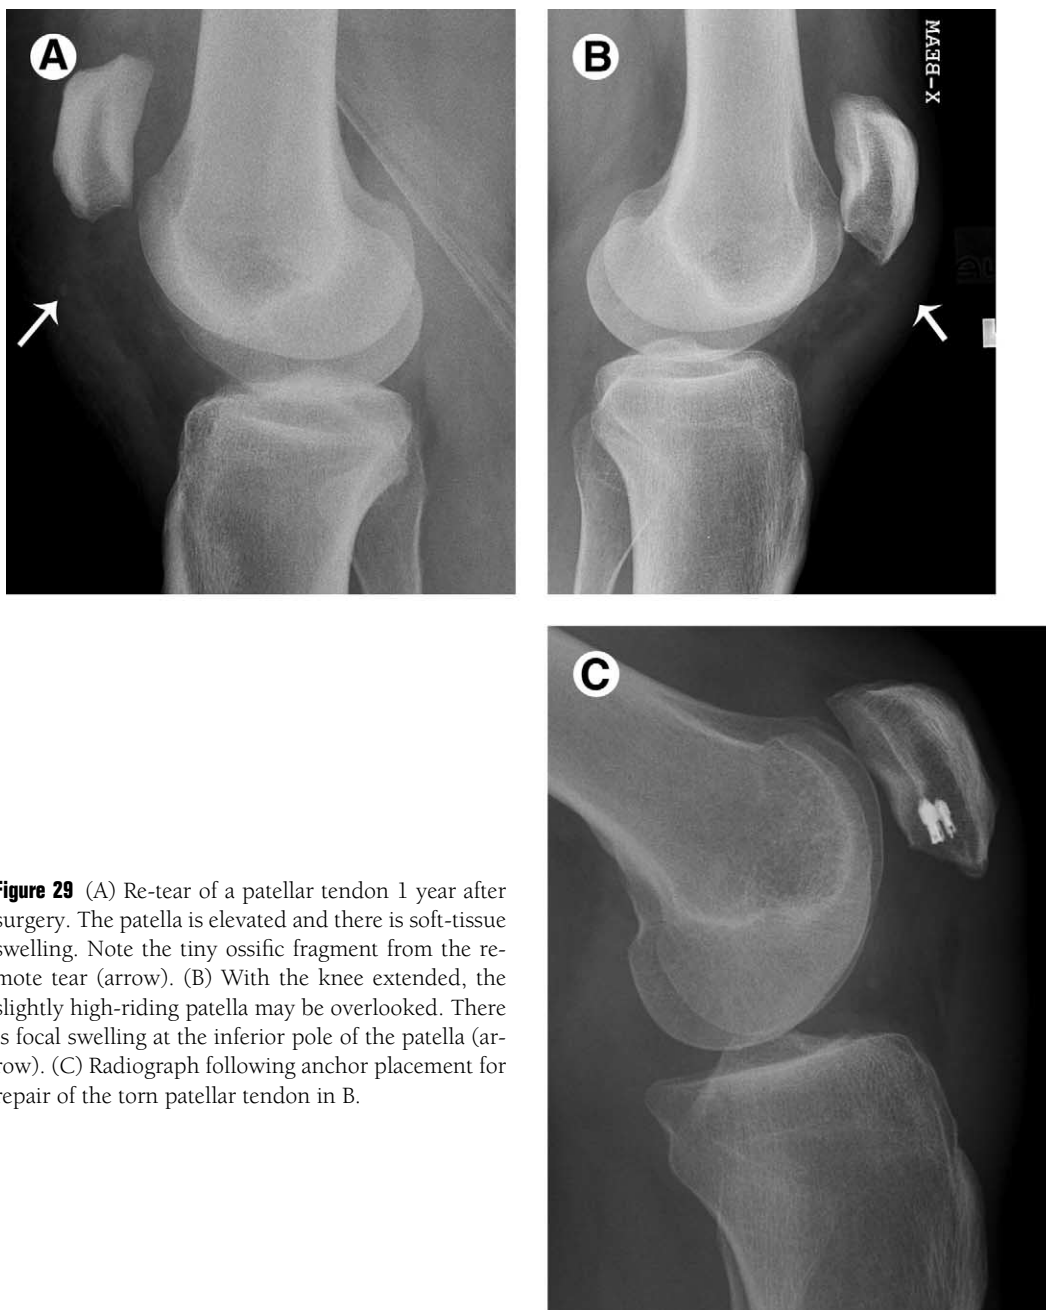 A
B
X-BEAM
Figure 29 (A) Re-tear of a patellar tendon 1 year after
surgery. The patella is elevated and there is soft-tissue
swelling. Note the tiny ossific fragment from the re-
mote tear (arrow). (B) With the knee extended, the
slightly high-riding patella may be overlooked. There
is focal swelling at the inferior pole of the patella (ar-
row). (C) Radiograph following anchor placement for
repair of the torn patellar tendon in B.
C